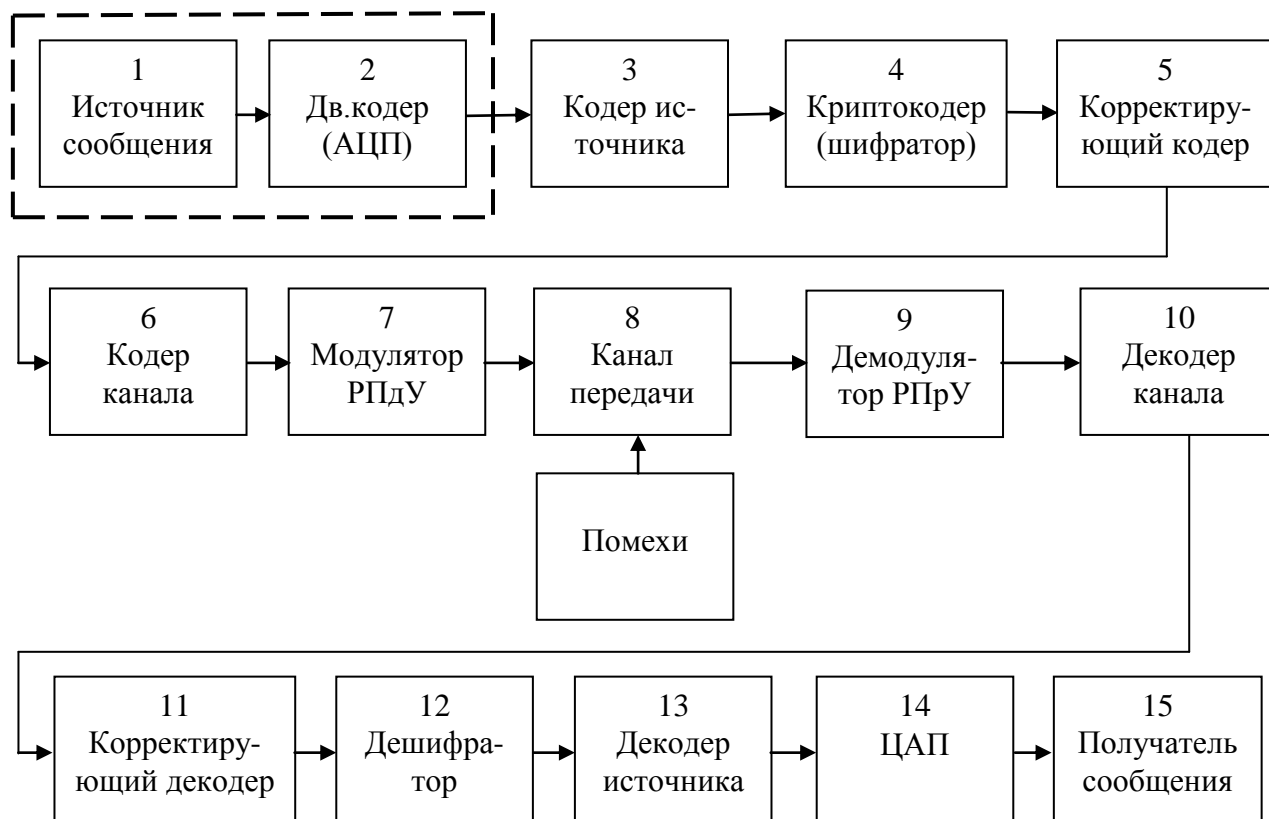 1
Источник
сообщения
2
Дв.кодер
(АЦП)
3
Кодер ис-
точника
4
Криптокодер
(шифратор)
5
Корректиру-
ющий кодер
6
Кодер
канала
7
Модулятор
РПдУ
8
Канал
передачи
9
Демодуля-
тор РПрУ
10
Декодер
канала
Помехи
11
Корректиру-
ющий декодер
12
Дешифра-
тор
13
Декодер
источника
14
ЦАП
15
Получатель
сообщения